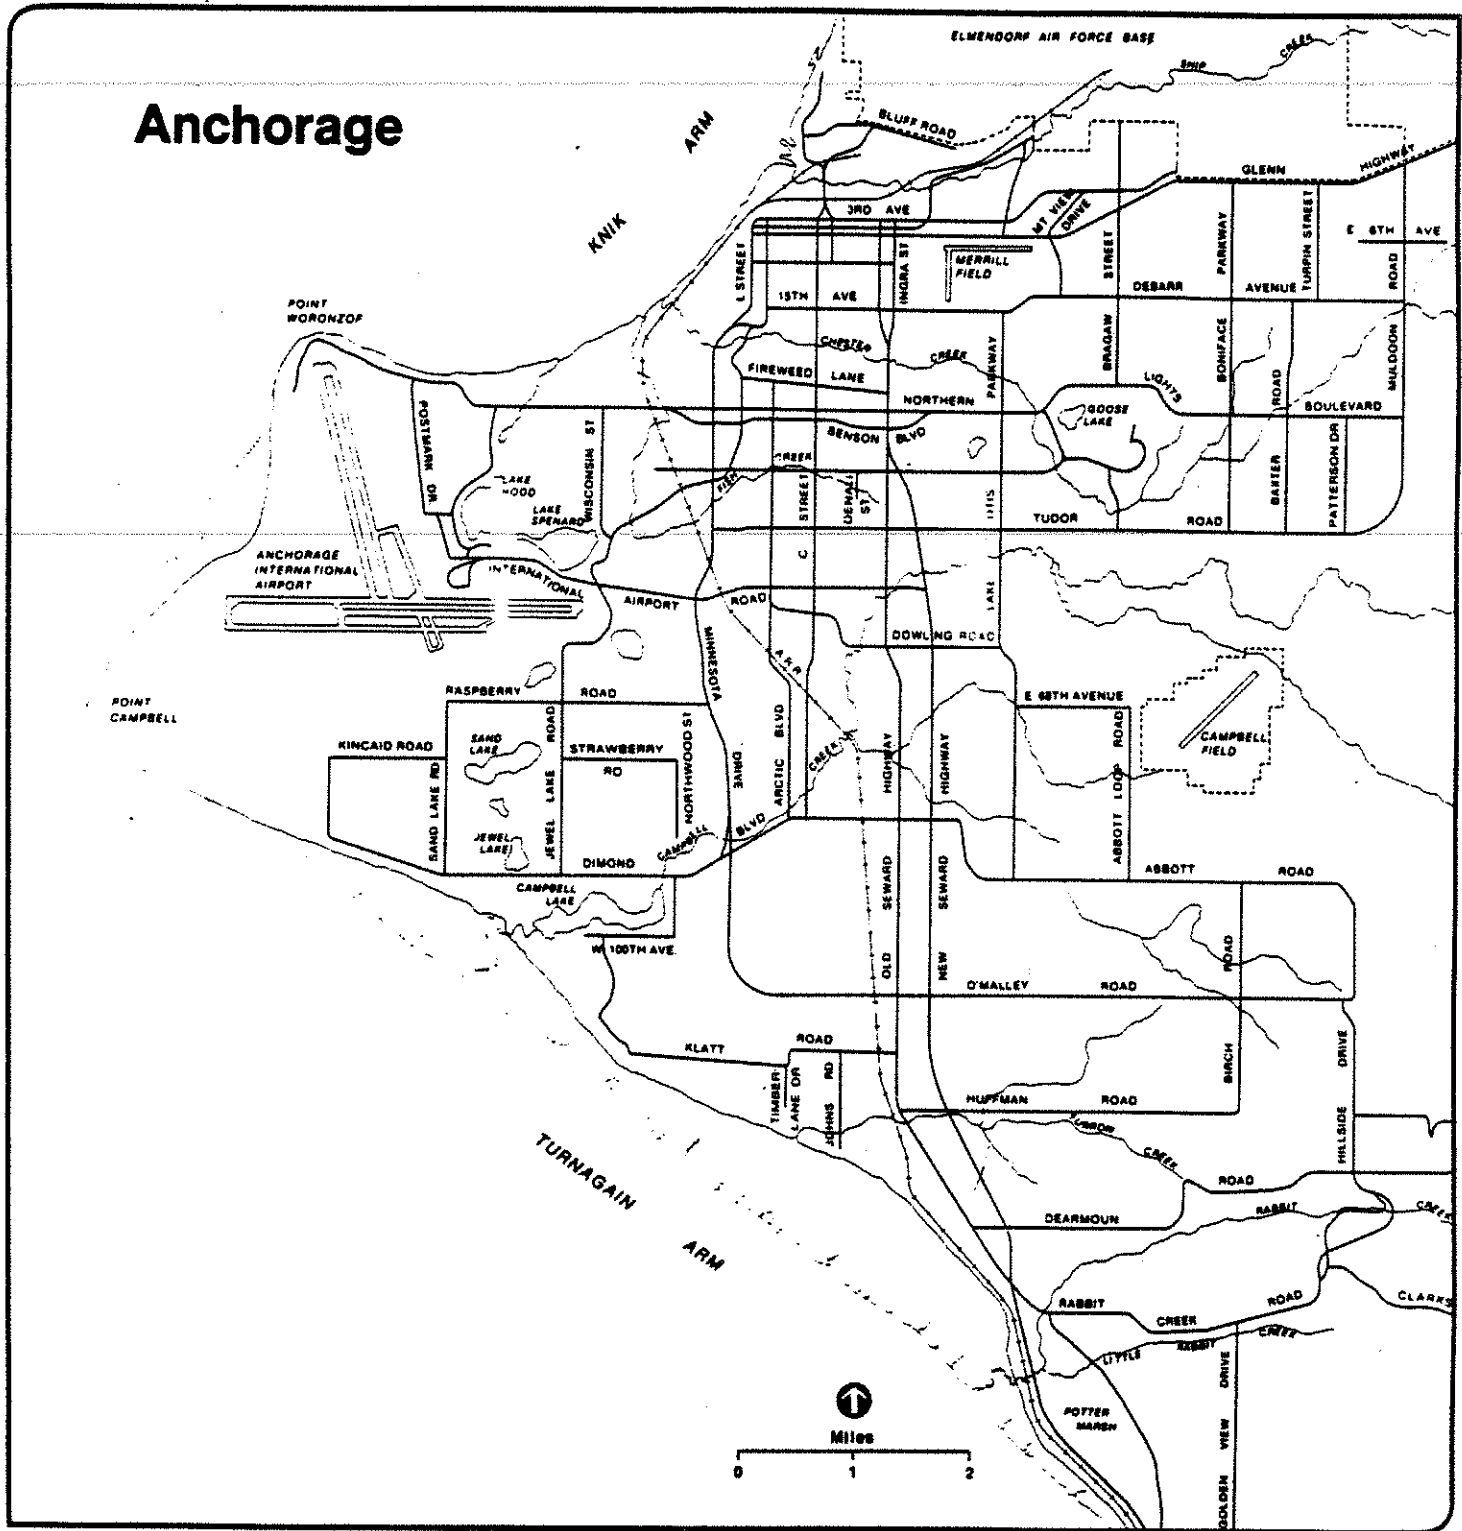 ELMENDORF AIR FORCE BASE
SHIP CREEK
Anchorage
KNIK ARM
BLUFF ROAD
GLENN HIGHWAY
3RD AVE
MT VIEW DRIVE
E 6TH AVE
L STREET
INGRA ST
MERRILL FIELD
BRAGAW STREET
BONIFACE PARKWAY
TURPIN STREET
MULDOON ROAD
DEBARR AVENUE
15TH AVE
POINT WORONZOF
CHESTER CREEK
FIREWEED LANE
NORTHERN LIGHTS BOULEVARD
BENSON BLVD
GOOSE LAKE
POSTMARK DR
WISCONSIN ST
LAKE HOOD
LAKE SPENARD
FISH CREEK
C STREET
DENALI ST
LAKE OTIS PARKWAY
TUDOR ROAD
BAXTER ROAD
PATTERSON DR
ANCHORAGE INTERNATIONAL AIRPORT
INTERNATIONAL AIRPORT ROAD
DOWLING ROAD
MINNESOTA DRIVE
A.R.R.
POINT CAMPBELL
RASPBERRY ROAD
E 68TH AVENUE
KINCAID ROAD
SAND LAKE
STRAWBERRY RD
NORTHWOOD ST
ARCTIC BLVD
CAMPBELL CREEK
CAMPBELL FIELD
SAND LAKE RD
JEWEL LAKE ROAD
JEWEL LAKE
DIMOND BLVD
ABBOTT LOOP ROAD
ABBOTT ROAD
CAMPBELL LAKE
W. 100TH AVE.
OLD SEWARD HIGHWAY
NEW SEWARD HIGHWAY
O'MALLEY ROAD
BIRCH ROAD
KLATT ROAD
TIMBER LANE DR
JOHNS RD
HUFFMAN ROAD
FURROW CREEK
HILLSIDE DRIVE
TURNAGAIN ARM
DEARMOUN ROAD
RABBIT CREEK
RABBIT CREEK ROAD
CLARKS
LITTLE RABBIT CREEK
GOLDEN VIEW DRIVE
POTTER MARSH
Miles
0 1 2